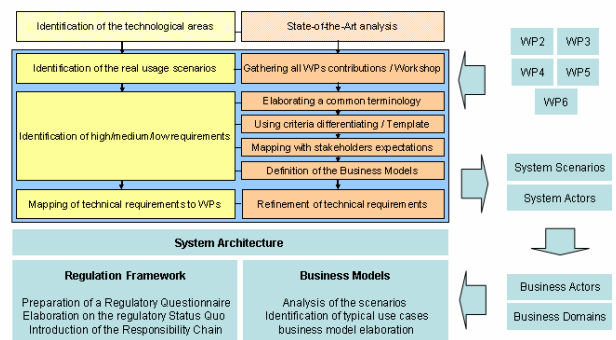 Identification of the technological areas
State-of-the-Art analysis
WP2
WP3
Identification of the real usage scenarios
Gathering all WPs contributions / Workshop
WP4
WP5
WP6
Elaborating a common terminology
Identification of high/medium/low requirements
Using criteria differentiating / Template
Mapping with stakeholders expectations
Definition of the Business Models
System Scenarios
Mapping of technical requirements to WPs
Refinement of technical requirements
System Actors
System Architecture
Regulation Framework
Preparation of a Regulatory Questionnaire
Elaboration on the regulatory Status Quo
Introduction of the Responsibility Chain
Business Models
Analysis of the scenarios
Identification of typical use cases
business model elaboration
Business Actors
Business Domains